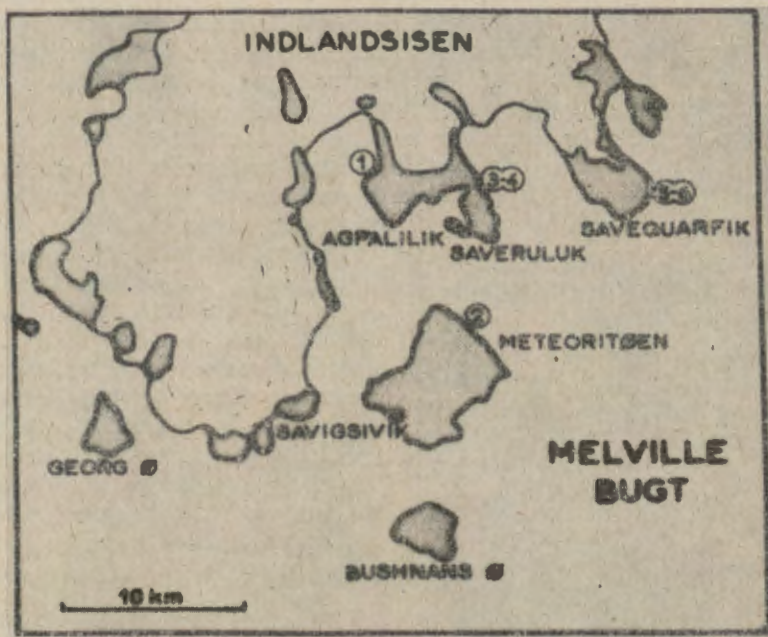 INDLANDSISEN
1
3-4
5-6
AGPALILIK
SAVERULUK
SAVEQUARFIK
2
METEORITØEN
SAVIGSIVIK
GEORG Ø
MELVILLE
BUGT
BUSHNANS Ø
10 km